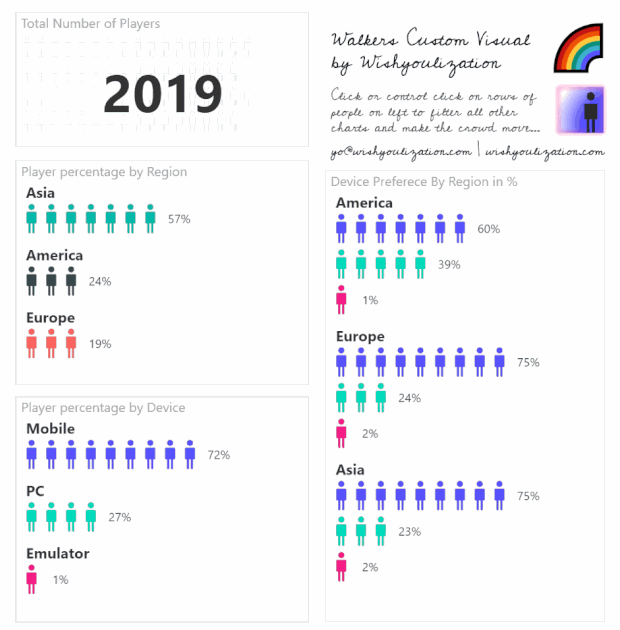 Total Number of Players
2019
Walkers Custom Visual
by Wishyoulization
Click or control click on rows of
people on left to filter all other
charts and make the crowd move...
yo@wishyoulization.com | wishyoulization.com
Player percentage by Region
Asia
57%
America
24%
Europe
19%
Player percentage by Device
Mobile
72%
PC
27%
Emulator
1%
Device Preferece By Region in %
America
60%
39%
1%
Europe
75%
24%
2%
Asia
75%
23%
2%